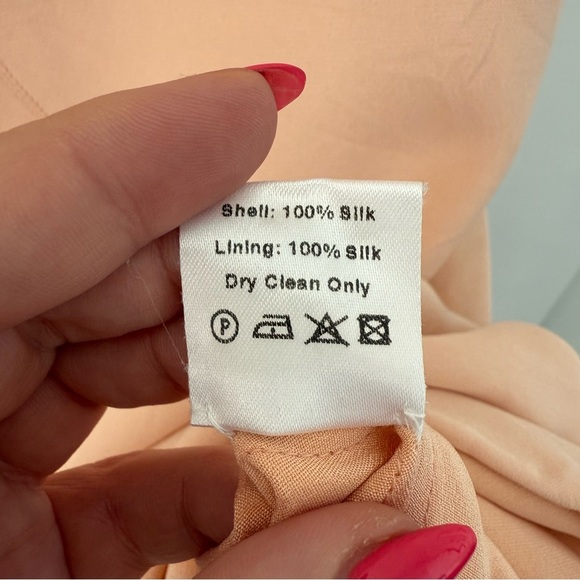 Shell: 100% Silk
Lining: 100% Silk
Dry Clean Only
P